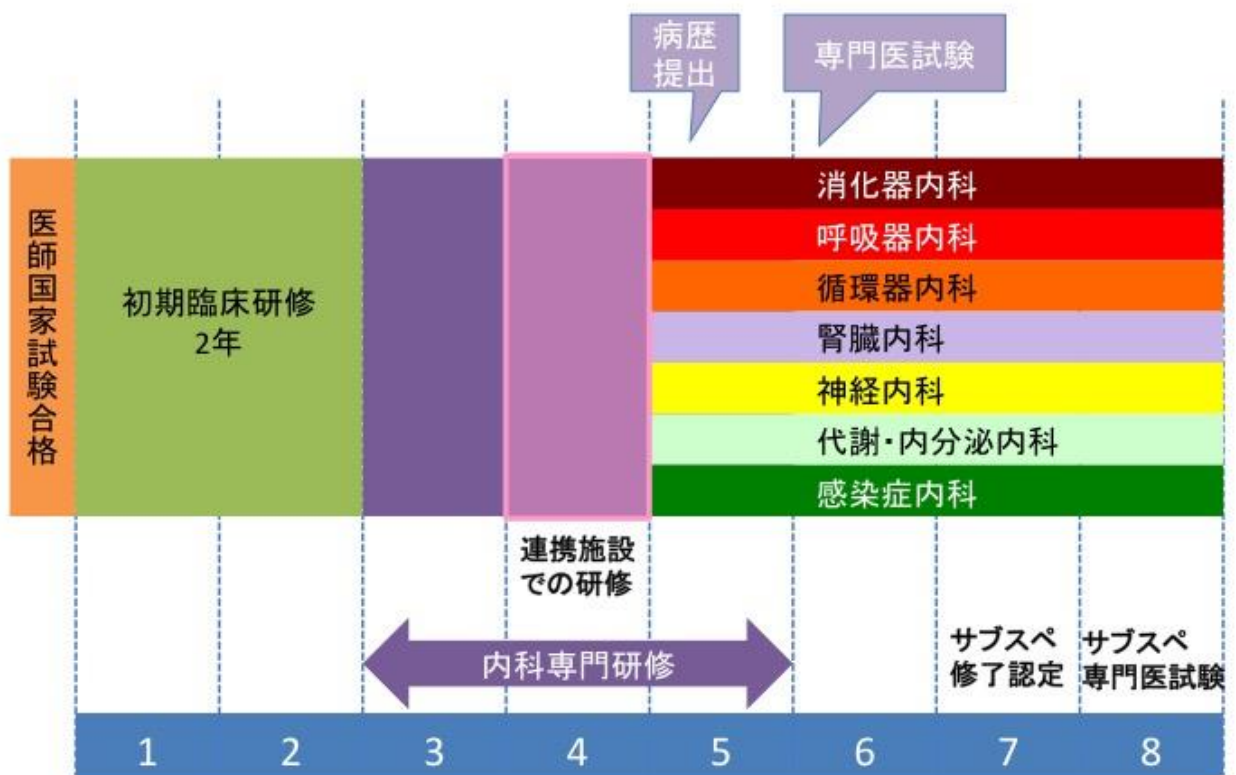 病歴
提出
専門医試験
医師国家試験合格
初期臨床研修
2年
消化器内科
呼吸器内科
循環器内科
腎臓内科
神経内科
代謝・内分泌内科
感染症内科
連携施設
での研修
内科専門研修
サブスペ
修了認定
サブスペ
専門医試験
1 2 3 4 5 6 7 8